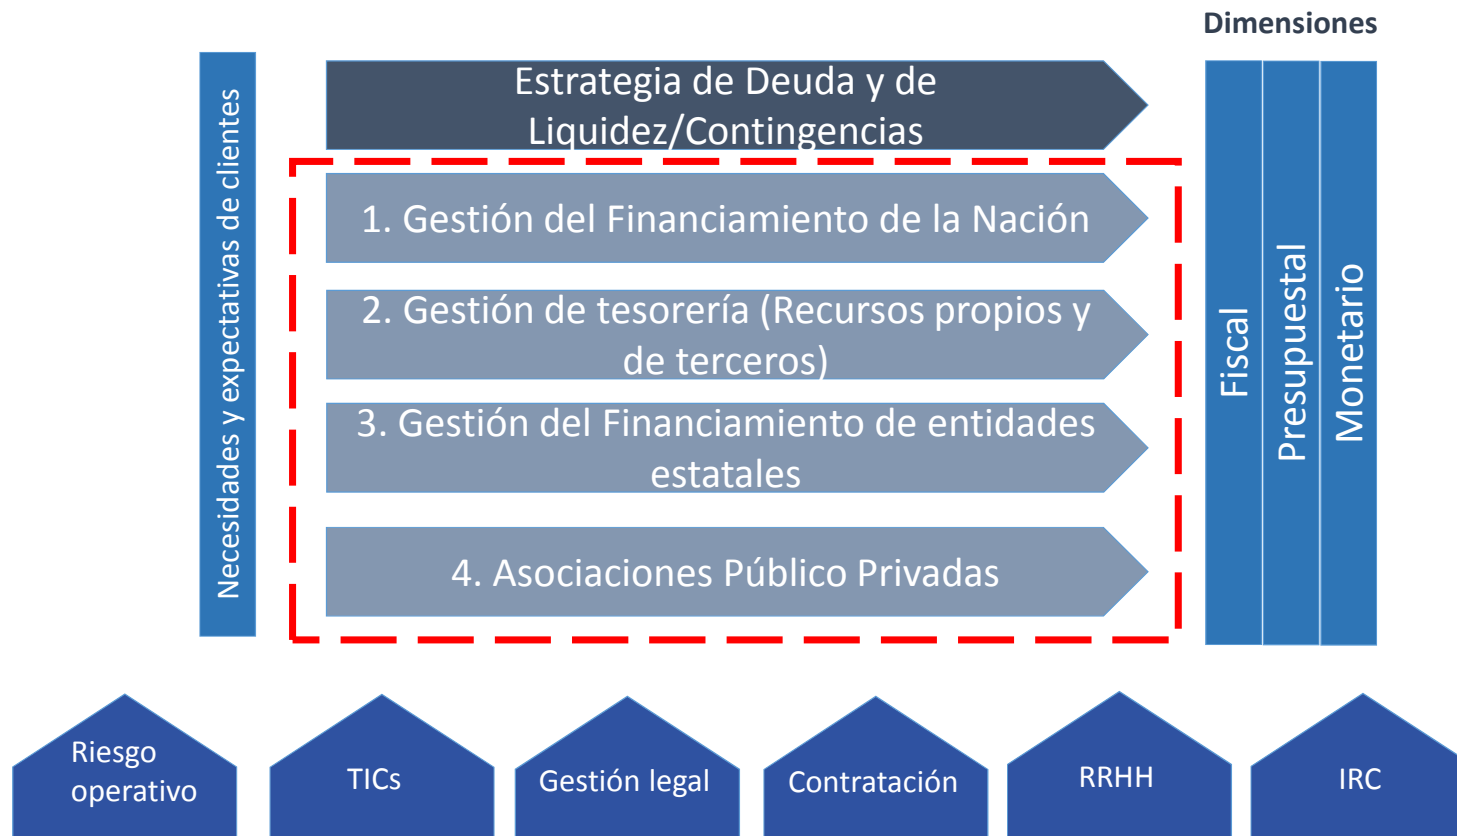 Dimensiones
Necesidades y expectativas de clientes
Estrategia de Deuda y de
Liquidez/Contingencias
1. Gestión del Financiamiento de la Nación
2. Gestión de tesorería (Recursos propios y
de terceros)
3. Gestión del Financiamiento de entidades
estatales
4. Asociaciones Público Privadas
Fiscal
Presupuestal
Monetario
Riesgo
operativo
TICs
Gestión legal
Contratación
RRHH
IRC